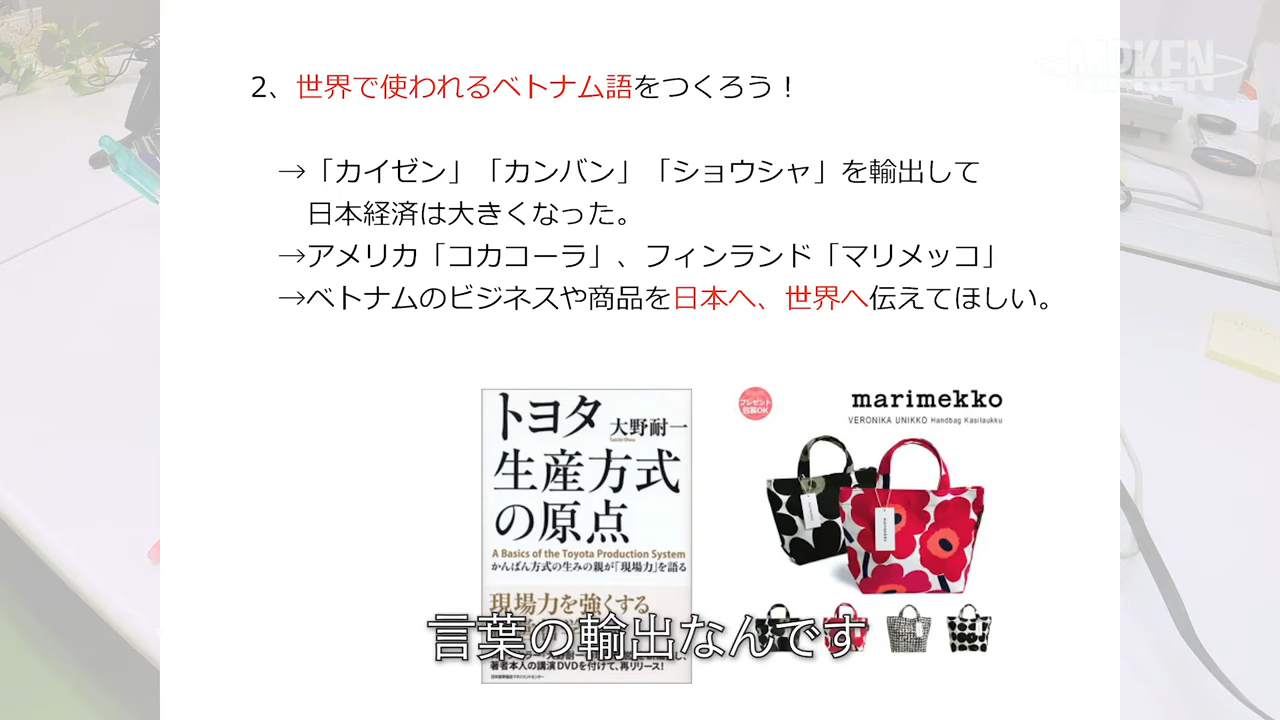 MRKEN
2、世界で使われるベトナム語をつくろう！
→「カイゼン」「カンバン」「ショウシャ」を輸出して
日本経済は大きくなった。
→アメリカ「コカコーラ」、フィンランド「マリメッコ」
→ベトナムのビジネスや商品を日本へ、世界へ伝えてほしい。
トヨタ
大野耐一
生産方式
の原点
A Basics of the Toyota Production System
かんばん方式の生みの親が「現場力」を語る
現場力を強くする
著者本人の講演DVDを付けて、再リリース！
プレゼント
包装OK
marimekko
VERONIKA UNIKKO Handbag Kasilaukku
言葉の輸出なんです